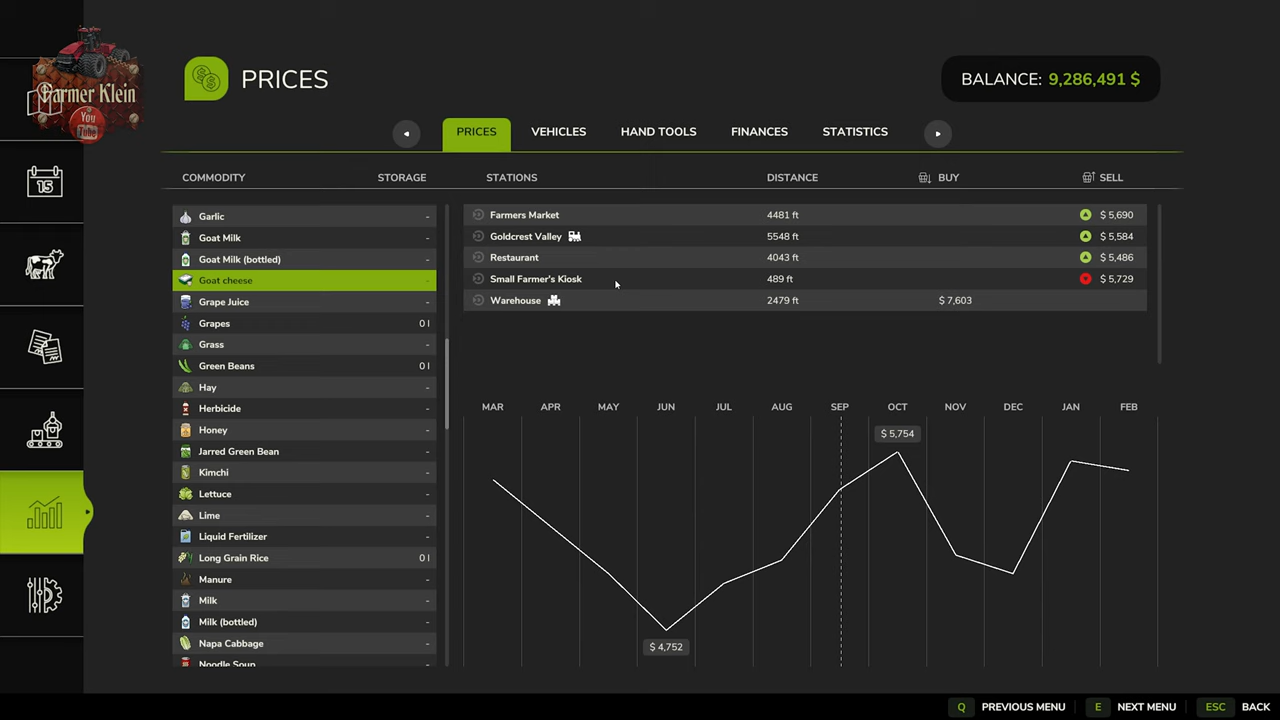 Farmer Klein
You
Tube
PRICES
BALANCE: 9,286,491 $
PRICES VEHICLES HAND TOOLS FINANCES STATISTICS
COMMODITY STORAGE STATIONS DISTANCE BUY SELL
15
Garlic -
Goat Milk -
Goat Milk (bottled) -
Goat cheese -
Grape Juice -
Grapes 0 l
Grass -
Green Beans 0 l
Hay -
Herbicide -
Honey -
Jarred Green Bean -
Kimchi -
Lettuce -
Lime -
Liquid Fertilizer -
Long Grain Rice 0 l
Manure -
Milk -
Milk (bottled) -
Napa Cabbage -
Noodle Soup -
Farmers Market 4481 ft $ 5,690
Goldcrest Valley 5548 ft $ 5,584
Restaurant 4043 ft $ 5,486
Small Farmer's Kiosk 489 ft $ 5,729
Warehouse 2479 ft $ 7,603
MAR APR MAY JUN JUL AUG SEP OCT NOV DEC JAN FEB
$ 5,754
$ 4,752
Q PREVIOUS MENU E NEXT MENU ESC BACK